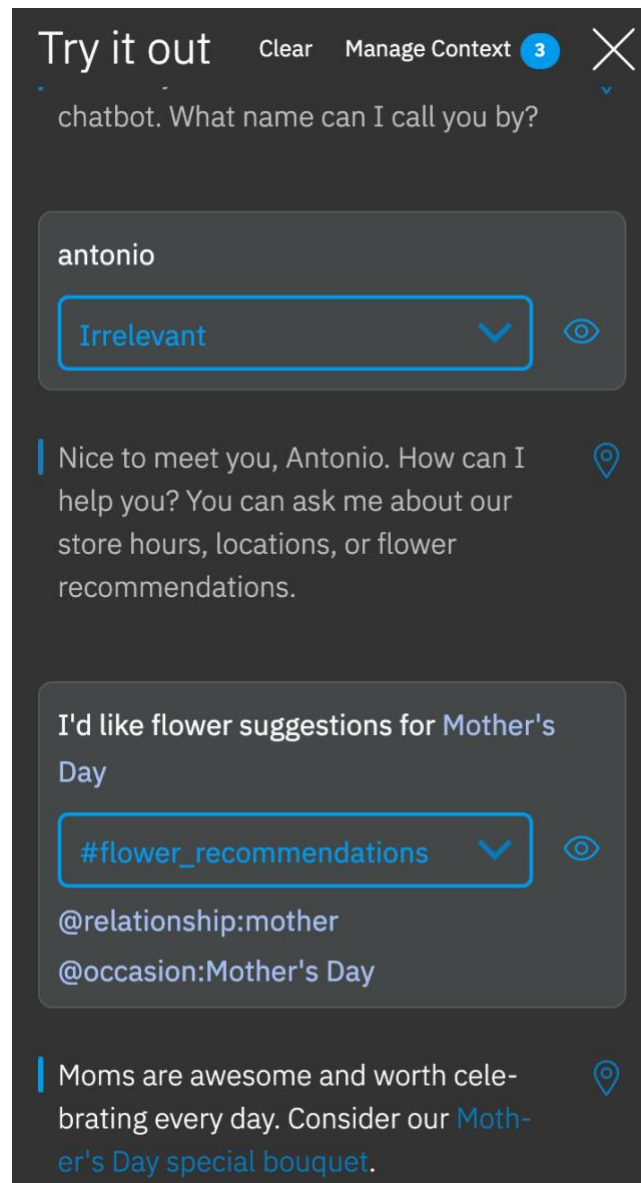 Try it out Clear Manage Context 3
chatbot. What name can I call you by?
antonio
Irrelevant
Nice to meet you, Antonio. How can I
help you? You can ask me about our
store hours, locations, or flower
recommendations.
I'd like flower suggestions for Mother's
Day
#flower_recommendations
@relationship:mother
@occasion:Mother's Day
Moms are awesome and worth cele-
brating every day. Consider our Moth-
er's Day special bouquet.